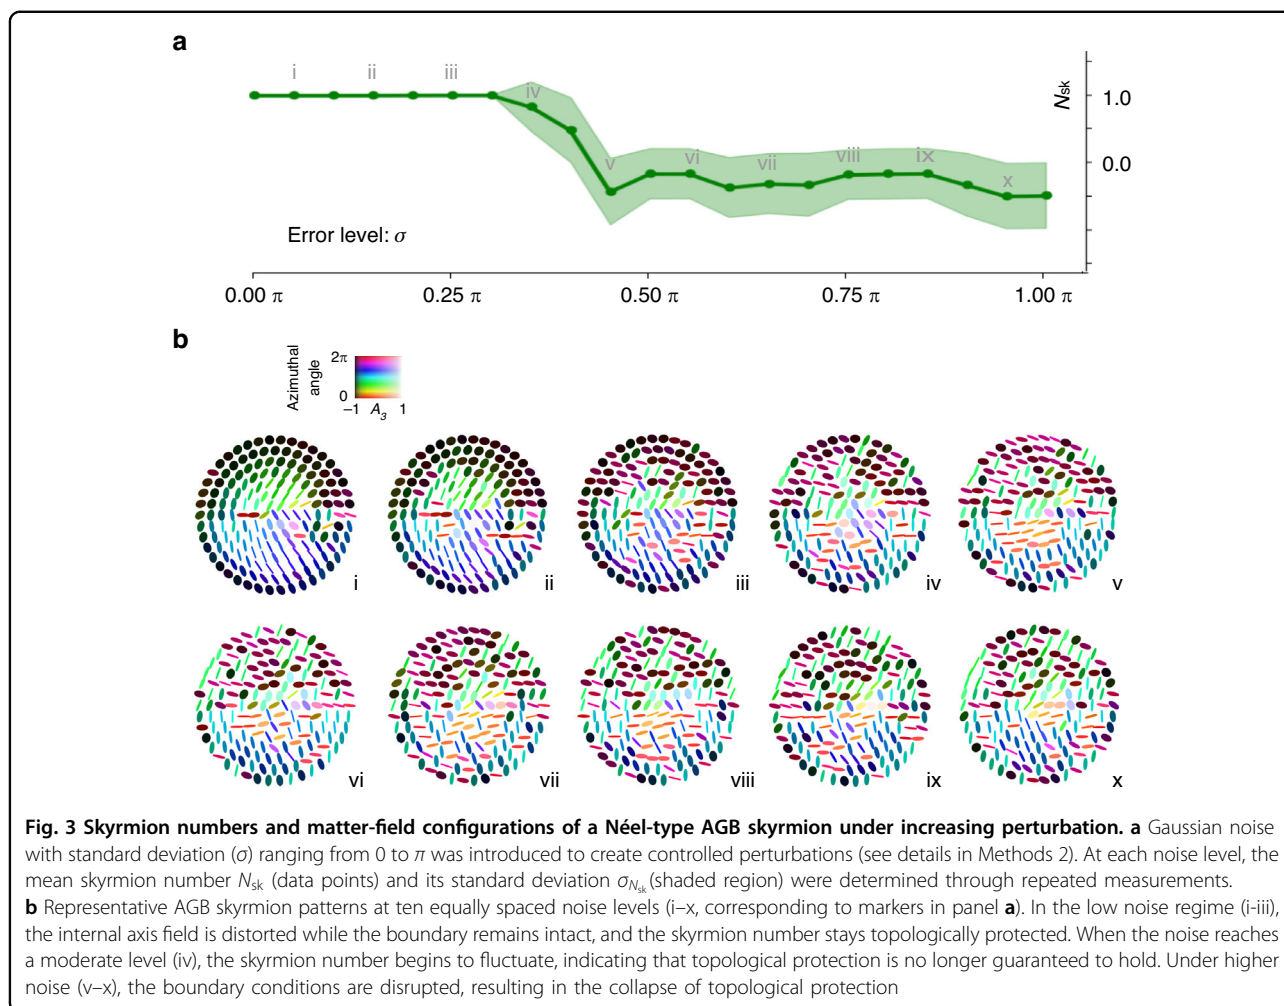 a
i ii iii iv v vi vii viii ix x
N_sk
1.0
0.0
Error level: σ
0.00 π 0.25 π 0.50 π 0.75 π 1.00 π
b
Azimuthal angle
2π
0
−1 A_3 1
i ii iii iv v
vi vii viii ix x
Fig. 3 Skyrmion numbers and matter-field configurations of a Néel-type AGB skyrmion under increasing perturbation. a Gaussian noise
with standard deviation (σ) ranging from 0 to π was introduced to create controlled perturbations (see details in Methods 2). At each noise level, the
mean skyrmion number N_sk (data points) and its standard deviation σ_N_sk (shaded region) were determined through repeated measurements.
b Representative AGB skyrmion patterns at ten equally spaced noise levels (i–x, corresponding to markers in panel a). In the low noise regime (i-iii),
the internal axis field is distorted while the boundary remains intact, and the skyrmion number stays topologically protected. When the noise reaches
a moderate level (iv), the skyrmion number begins to fluctuate, indicating that topological protection is no longer guaranteed to hold. Under higher
noise (v–x), the boundary conditions are disrupted, resulting in the collapse of topological protection